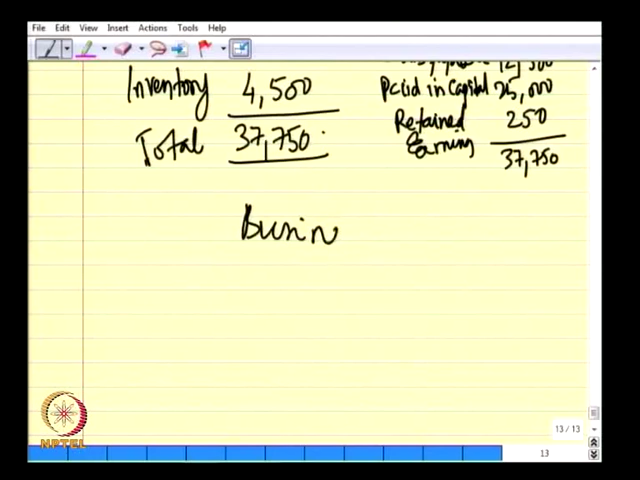 File Edit View Insert Actions Tools Help
Inventory 4,500
Total 37,750
Paid in Capital 25,000
Retained Earning 250
37,750
Busin
NPTEL
13/13
13